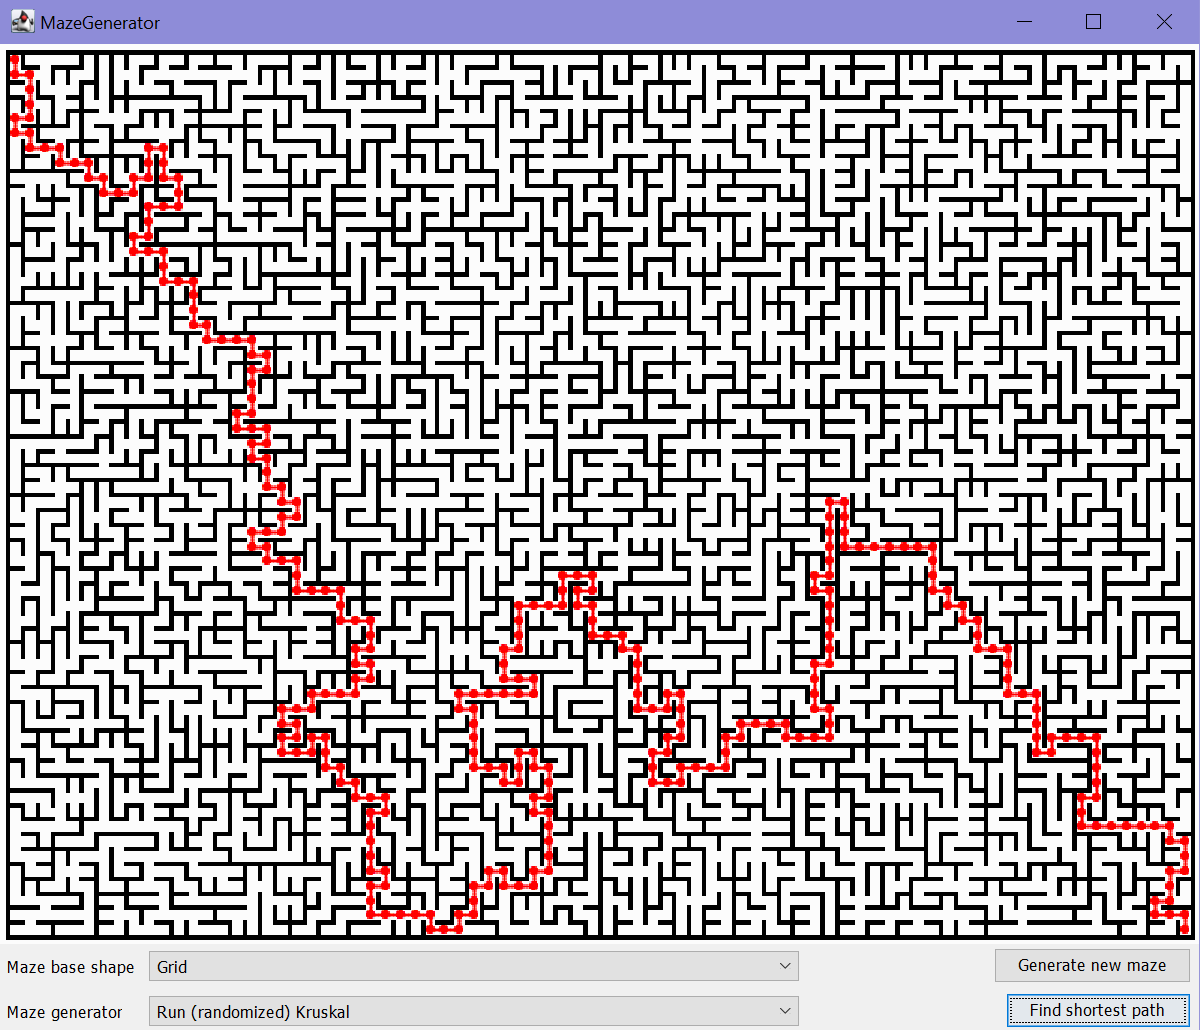 MazeGenerator
Maze base shape
Grid
Generate new maze
Maze generator
Run (randomized) Kruskal
Find shortest path